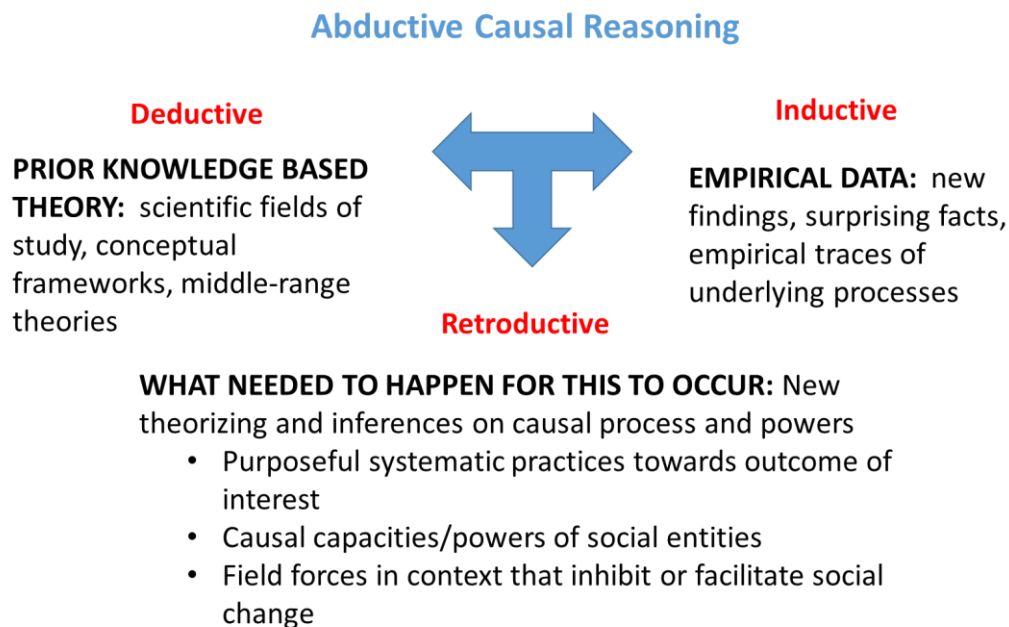 Abductive Causal Reasoning
Deductive
PRIOR KNOWLEDGE BASED
THEORY: scientific fields of
study, conceptual
frameworks, middle-range
theories
Inductive
EMPIRICAL DATA: new
findings, surprising facts,
empirical traces of
underlying processes
Retroductive
WHAT NEEDED TO HAPPEN FOR THIS TO OCCUR: New
theorizing and inferences on causal process and powers
• Purposeful systematic practices towards outcome of
interest
• Causal capacities/powers of social entities
• Field forces in context that inhibit or facilitate social
change